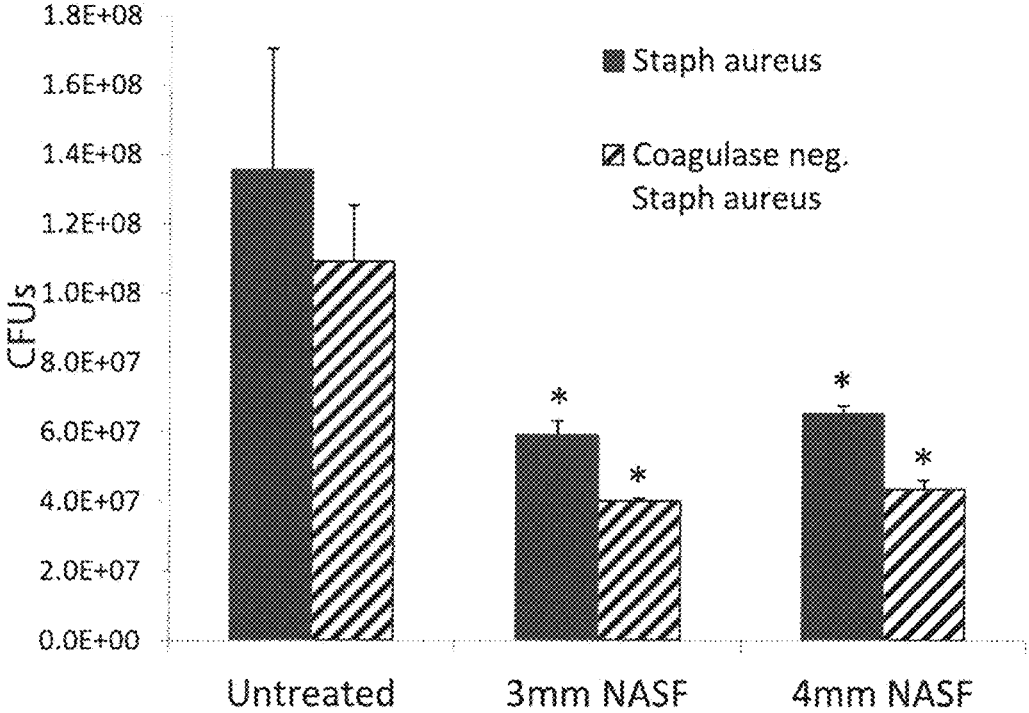 1.8E+08
1.6E+08
1.4E+08
1.2E+08
1.0E+08
8.0E+07
6.0E+07
4.0E+07
2.0E+07
0.0E+00
CFUs
Staph aureus
Coagulase neg.
Staph aureus
*
*
*
*
Untreated
3mm NASF
4mm NASF